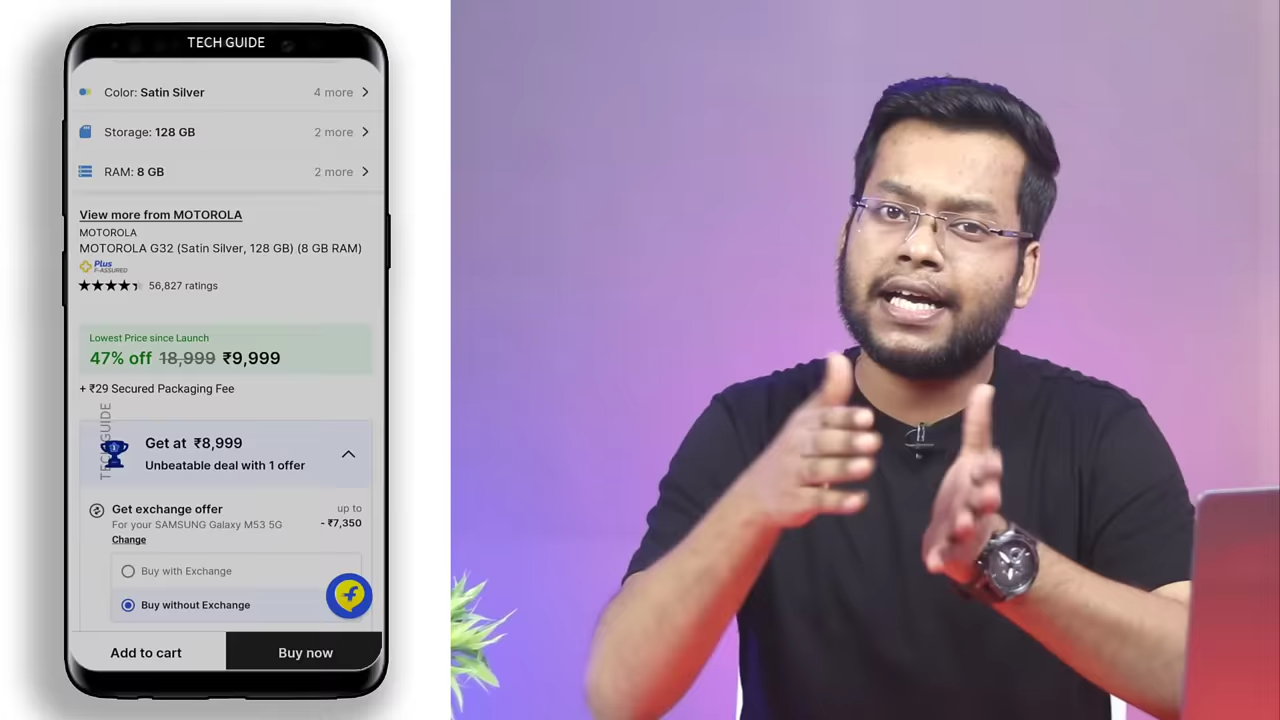 TECH GUIDE
Color: Satin Silver 4 more
Storage: 128 GB 2 more
RAM: 8 GB 2 more
View more from MOTOROLA
MOTOROLA
MOTOROLA G32 (Satin Silver, 128 GB) (8 GB RAM)
Plus
F-ASSURED
56,827 ratings
Lowest Price since Launch
47% off 18,999 ₹9,999
+ ₹29 Secured Packaging Fee
TECH GUIDE
1
Get at ₹8,999
Unbeatable deal with 1 offer
Get exchange offer up to
For your SAMSUNG Galaxy M53 5G - ₹7,350
Change
Buy with Exchange
Buy without Exchange
f
Add to cart Buy now